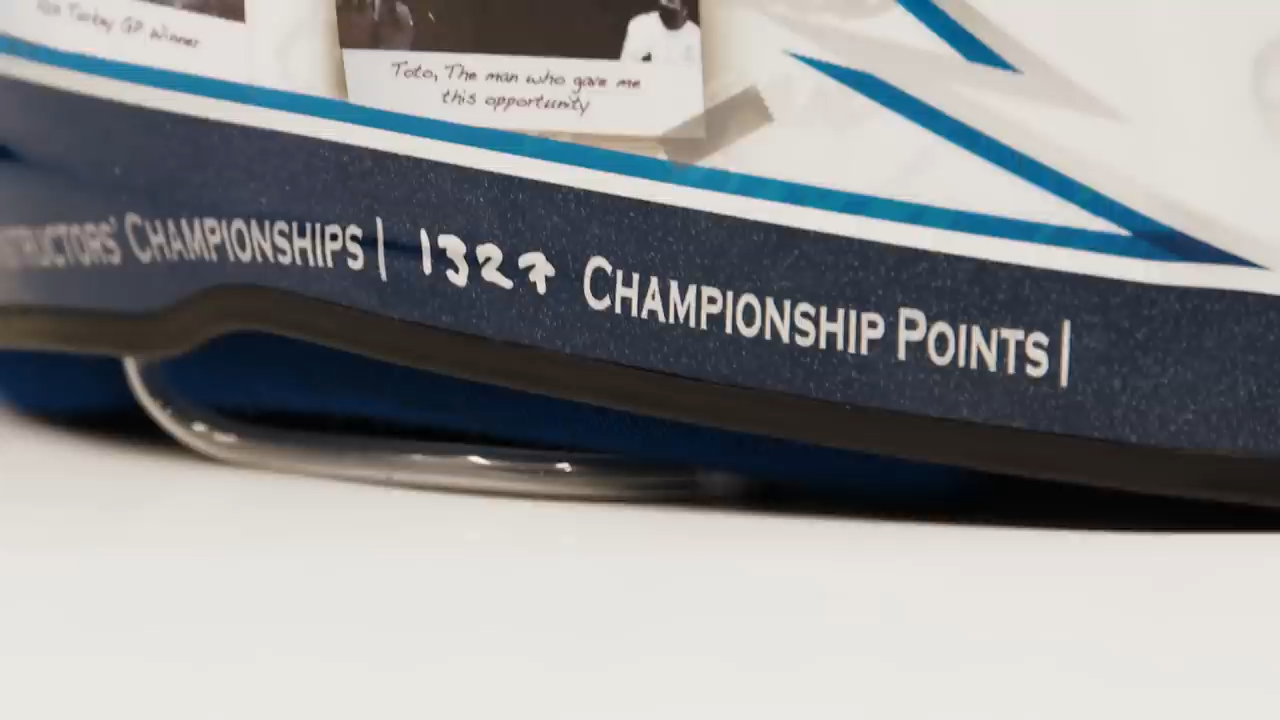 Turkey GP Winner
Toto, The man who gave me
this opportunity
CHAMPIONSHIPS | 1327 CHAMPIONSHIP POINTS |